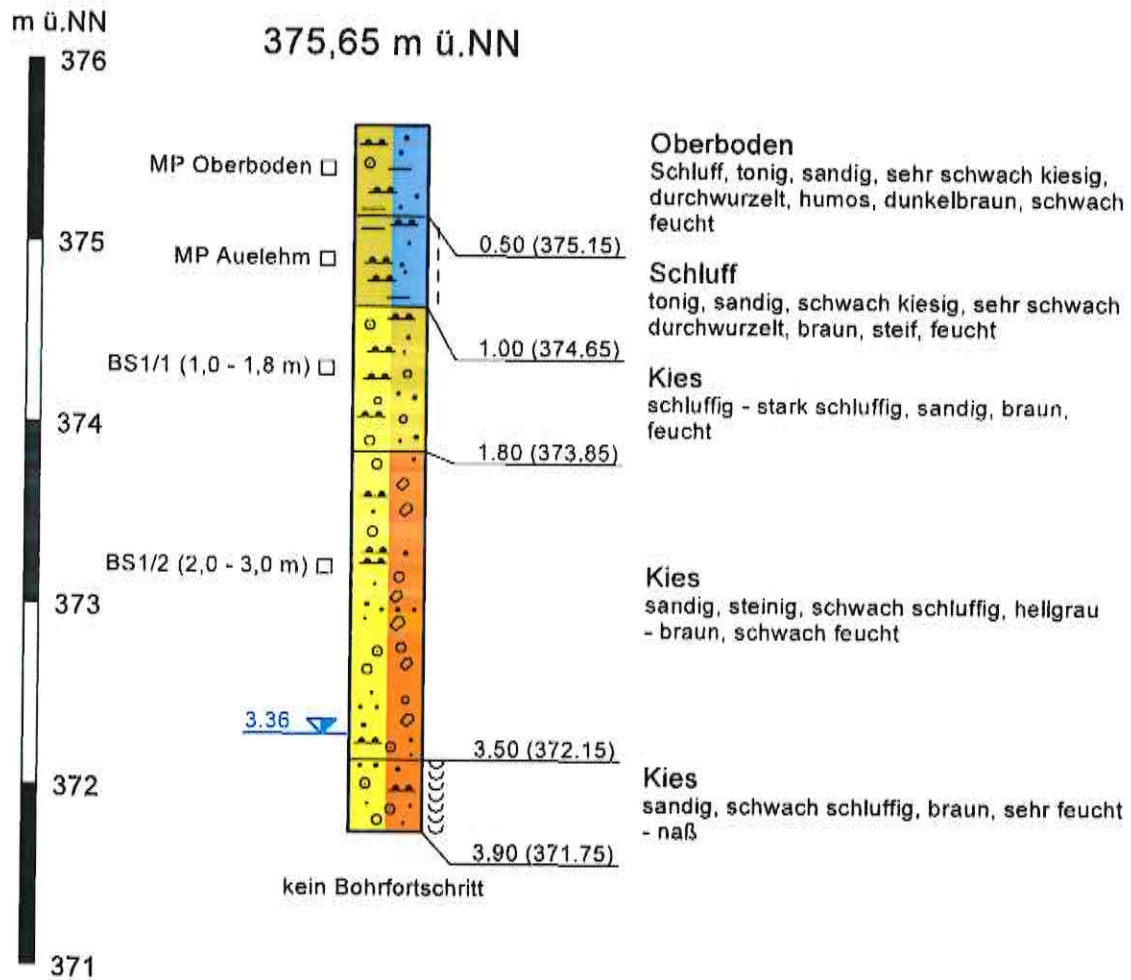 m ü.NN
375,65 m ü.NN
376
375
374
373
372
371
MP Oberboden
MP Auelehm
BS1/1 (1,0 - 1,8 m)
BS1/2 (2,0 - 3,0 m)
3.36
0.50 (375.15)
1.00 (374.65)
1.80 (373.85)
3.50 (372.15)
3.90 (371.75)
kein Bohrfortschritt
Oberboden
Schluff, tonig, sandig, sehr schwach kiesig,
durchwurzelt, humos, dunkelbraun, schwach
feucht
Schluff
tonig, sandig, schwach kiesig, sehr schwach
durchwurzelt, braun, steif, feucht
Kies
schluffig - stark schluffig, sandig, braun,
feucht
Kies
sandig, steinig, schwach schluffig, hellgrau
- braun, schwach feucht
Kies
sandig, schwach schluffig, braun, sehr feucht
- naß